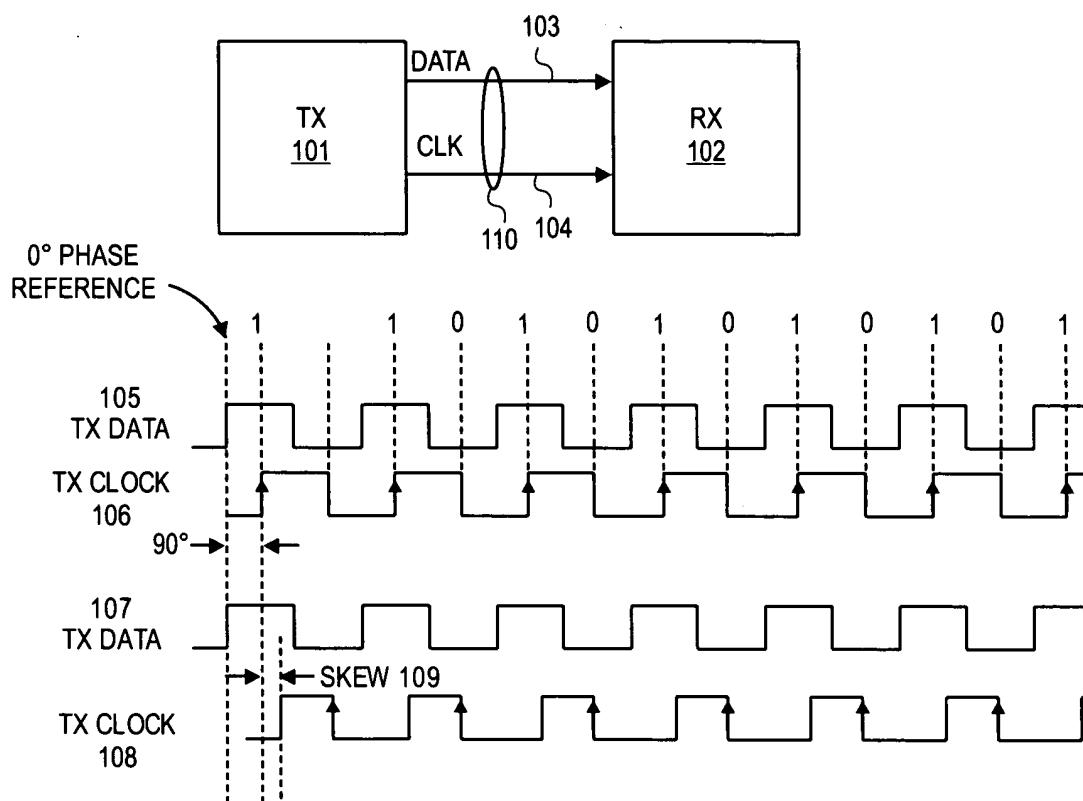 103
DATA
TX
101
RX
102
CLK
110
104
0° PHASE
REFERENCE
1 1 0 1 0 1 0 1 0 1 0 1
105
TX DATA
TX CLOCK
106
90°
107
TX DATA
SKEW 109
TX CLOCK
108